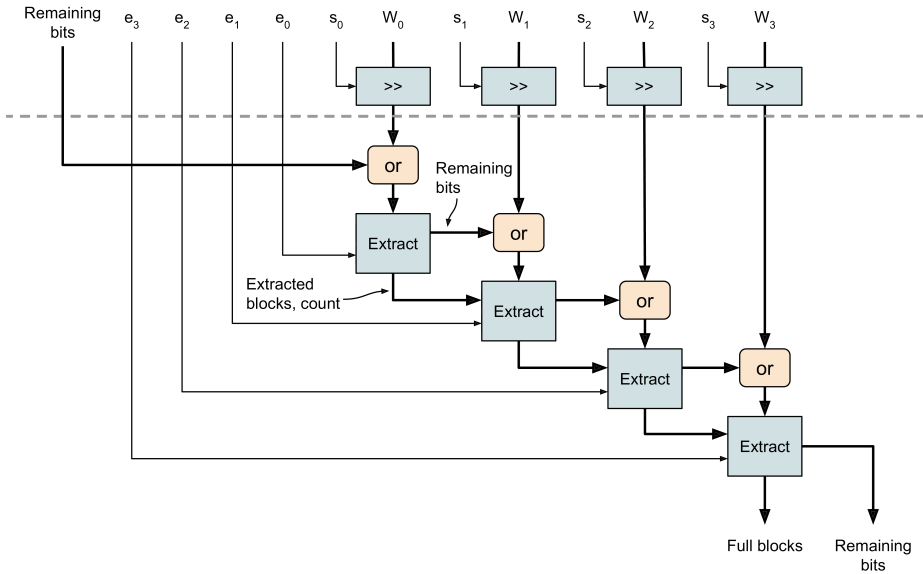 Remaining
bits
e₃
e₂
e₁
e₀
s₀
W₀
s₁
W₁
s₂
W₂
s₃
W₃
>>
>>
>>
>>
or
Remaining
bits
Extract
or
Extracted
blocks, count
Extract
or
Extract
or
Extract
Full blocks
Remaining
bits